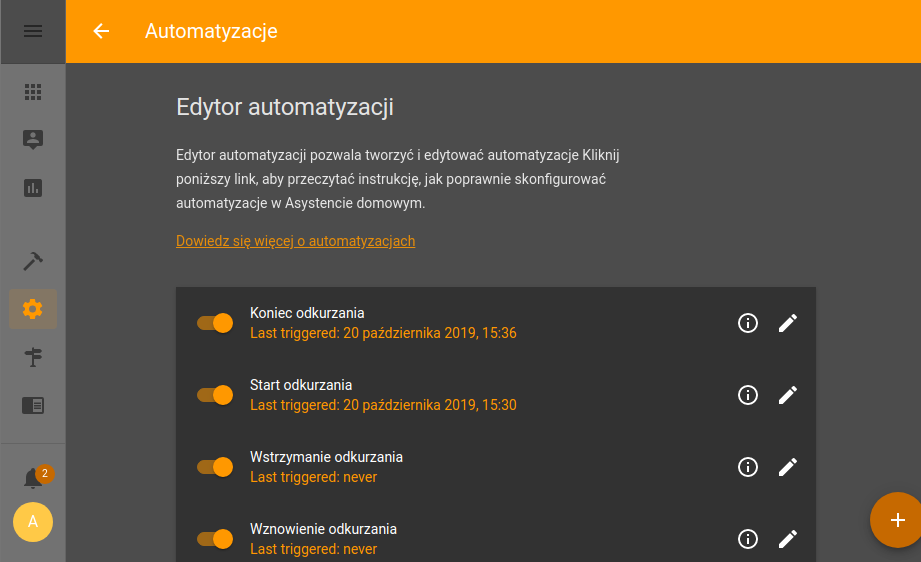 Automatyzacje
Edytor automatyzacji
Edytor automatyzacji pozwala tworzyć i edytować automatyzacje Kliknij
poniższy link, aby przeczytać instrukcję, jak poprawnie skonfigurować
automatyzacje w Asystencie domowym.
Dowiedz się więcej o automatyzacjach
Koniec odkurzania
Last triggered: 20 października 2019, 15:36
Start odkurzania
Last triggered: 20 października 2019, 15:30
Wstrzymanie odkurzania
Last triggered: never
Wznowienie odkurzania
Last triggered: never
2
A